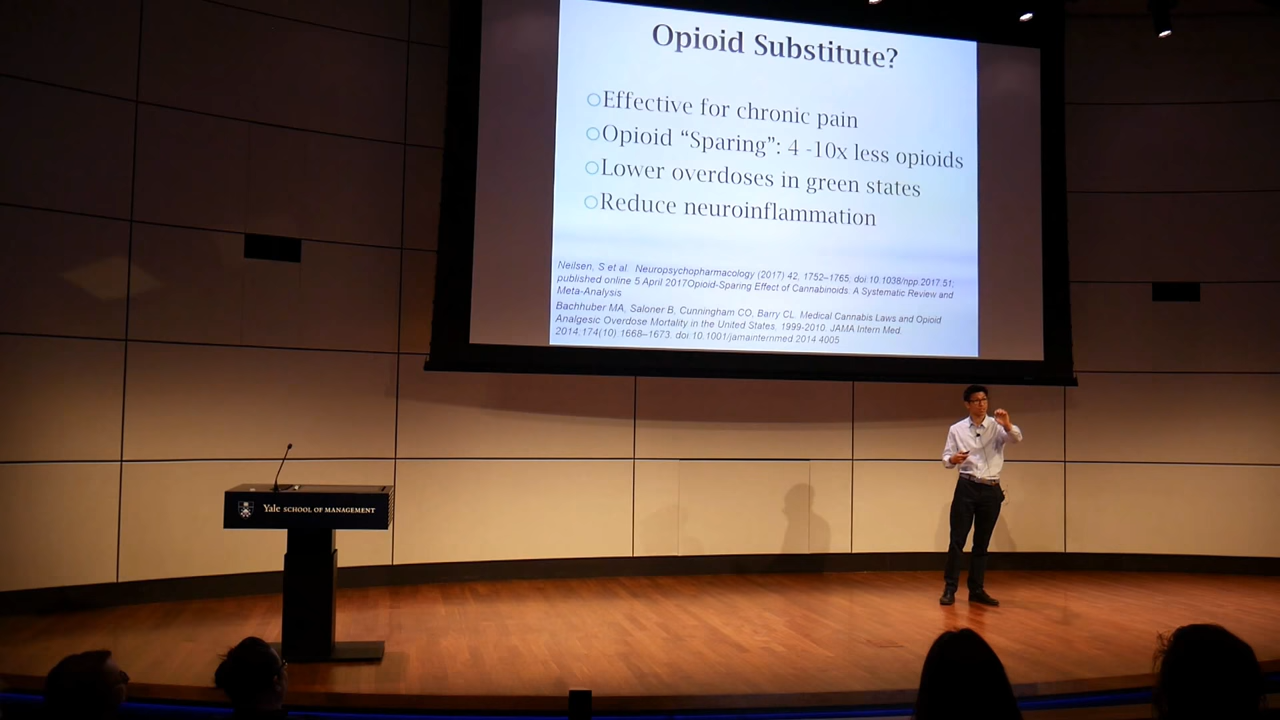 Opioid Substitute?
Effective for chronic pain
Opioid “Sparing”: 4 -10x less opioids
Lower overdoses in green states
Reduce neuroinflammation
Neilsen, S et al  Neuropsychopharmacology (2017) 42, 1752–1765; doi:10.1038/npp.2017.51;
published online 5 April 2017Opioid-Sparing Effect of Cannabinoids: A Systematic Review and
Meta-Analysis
Bachhuber MA, Saloner B, Cunningham CO, Barry CL. Medical Cannabis Laws and Opioid
Analgesic Overdose Mortality in the United States, 1999-2010. JAMA Intern Med.
2014;174(10):1668–1673. doi:10.1001/jamainternmed.2014.4005
Yale SCHOOL OF MANAGEMENT